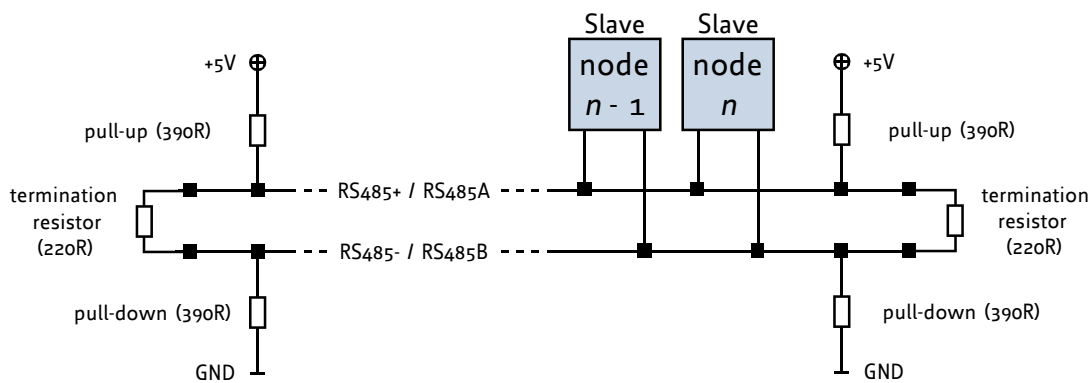 Slave
Slave
+5V
node
n - 1
node
n
+5V
pull-up (390R)
pull-up (390R)
termination
resistor
(220R)
RS485+ / RS485A
termination
resistor
(220R)
RS485- / RS485B
pull-down (390R)
pull-down (390R)
GND
GND